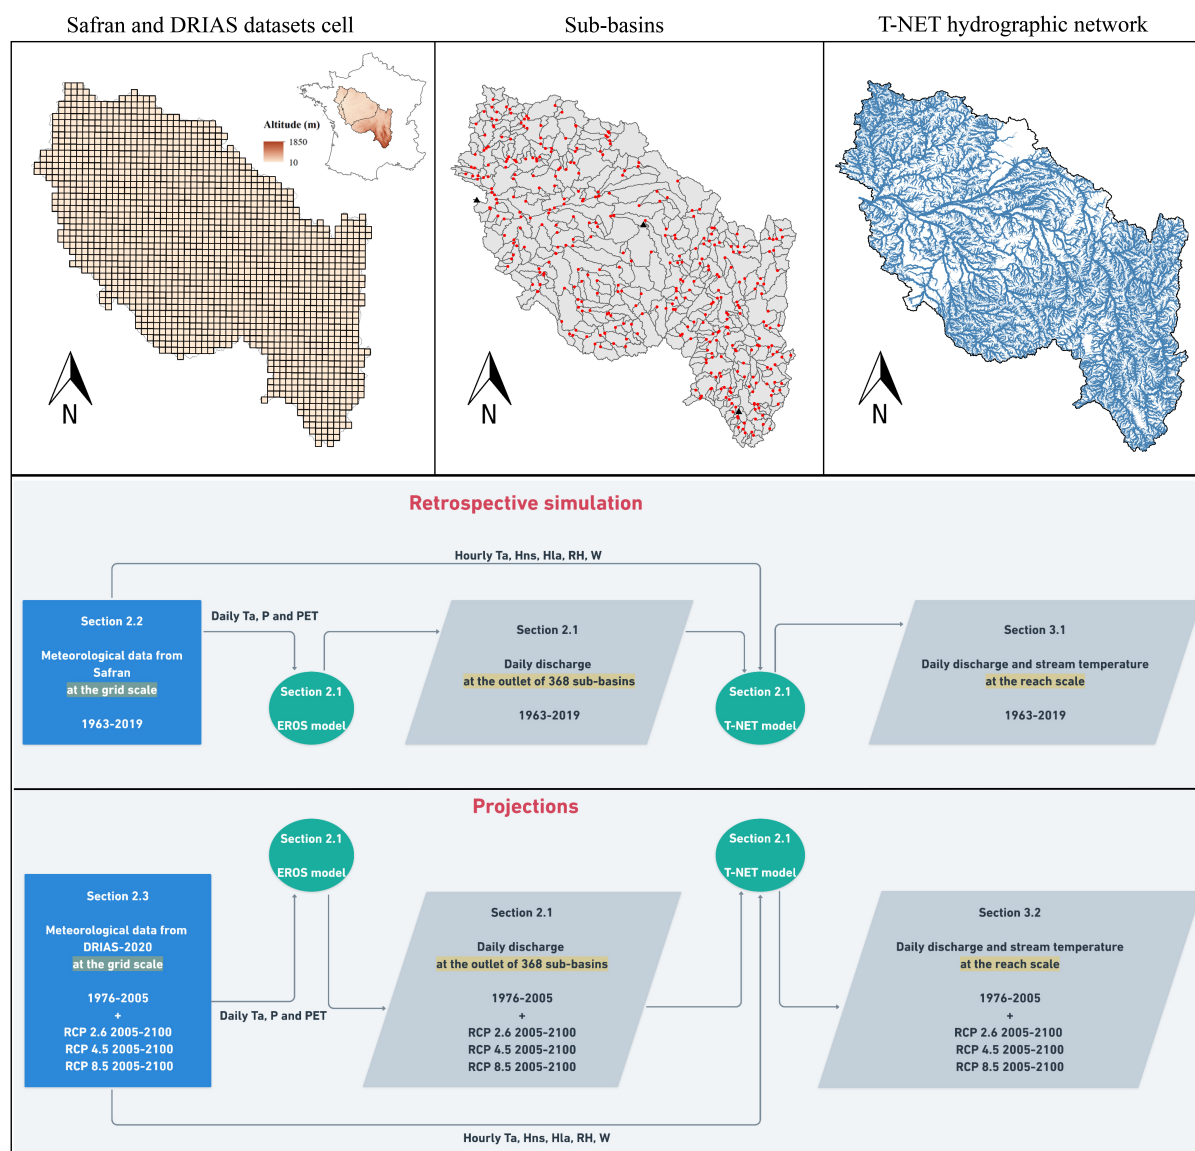 Safran and DRIAS datasets cell
Sub-basins
T-NET hydrographic network
Altitude (m)
1850
10
N
N
N
Retrospective simulation
Hourly Ta, Hns, Hla, RH, W
Daily Ta, P and PET
Section 2.2
Meteorological data from
Safran
at the grid scale
1963-2019
Section 2.1
EROS model
Section 2.1
Daily discharge
at the outlet of 368 sub-basins
1963-2019
Section 2.1
T-NET model
Section 3.1
Daily discharge and stream temperature
at the reach scale
1963-2019
Projections
Section 2.1
EROS model
Section 2.1
T-NET model
Section 2.3
Meteorological data from
DRIAS-2020
at the grid scale
1976-2005
+
RCP 2.6 2005-2100
RCP 4.5 2005-2100
RCP 8.5 2005-2100
Daily Ta, P and PET
Section 2.1
Daily discharge
at the outlet of 368 sub-basins
1976-2005
+
RCP 2.6 2005-2100
RCP 4.5 2005-2100
RCP 8.5 2005-2100
Section 3.2
Daily discharge and stream temperature
at the reach scale
1976-2005
+
RCP 2.6 2005-2100
RCP 4.5 2005-2100
RCP 8.5 2005-2100
Hourly Ta, Hns, Hla, RH, W